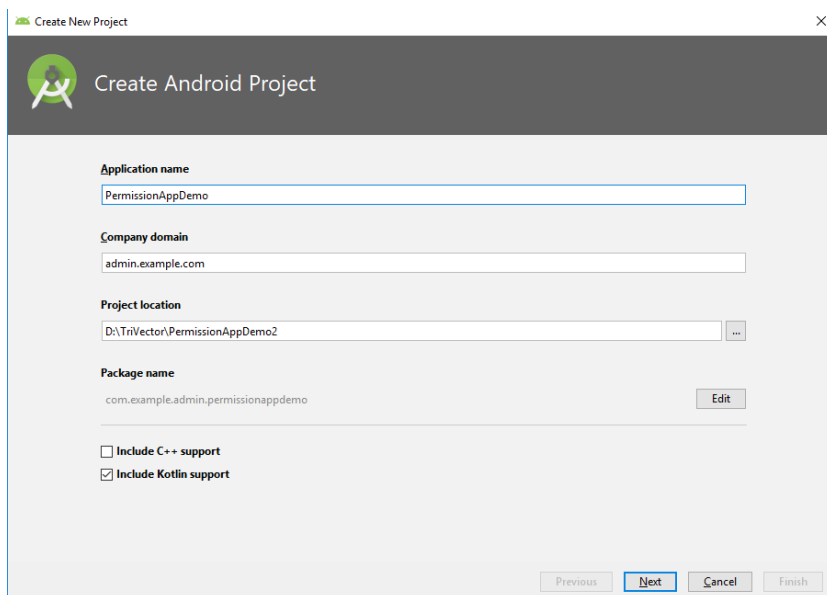 Create New Project
Create Android Project
Application name
PermissionAppDemo
Company domain
admin.example.com
Project location
D:\TriVector\PermissionAppDemo2
...
Package name
com.example.admin.permissionappdemo
Edit
Include C++ support
Include Kotlin support
Previous Next Cancel Finish